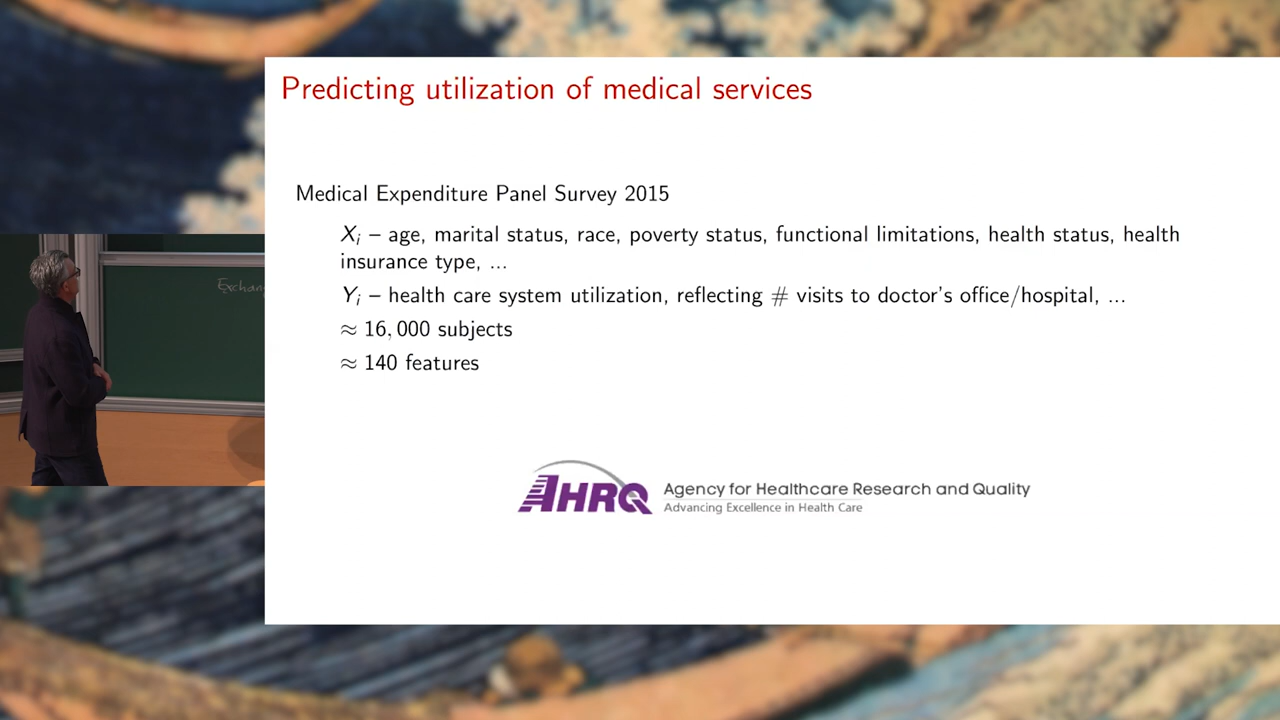 Predicting utilization of medical services
Medical Expenditure Panel Survey 2015
Xᵢ – age, marital status, race, poverty status, functional limitations, health status, health
insurance type, ...
Yᵢ – health care system utilization, reflecting # visits to doctor's office/hospital, ...
≈ 16, 000 subjects
≈ 140 features
AHRQ
Agency for Healthcare Research and Quality
Advancing Excellence in Health Care